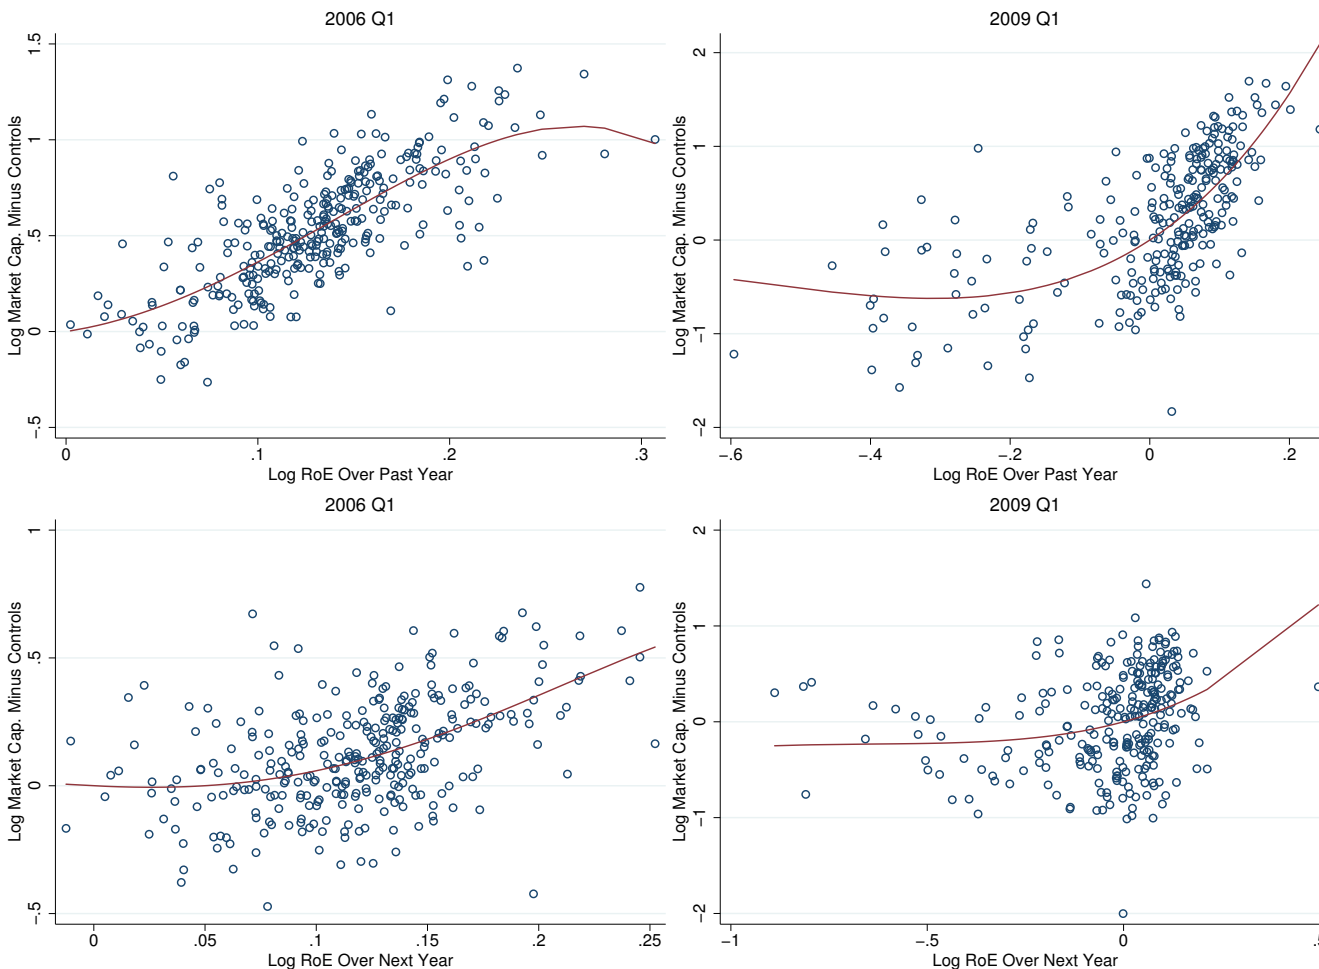 2006 Q1
Log Market Cap. Minus Controls
1.5
1
.5
0
-.5
0 .1 .2 .3
Log RoE Over Past Year
2009 Q1
Log Market Cap. Minus Controls
2
1
0
-1
-2
-.6 -.4 -.2 0 .2
Log RoE Over Past Year
2006 Q1
Log Market Cap. Minus Controls
1
.5
0
-.5
0 .05 .1 .15 .2 .25
Log RoE Over Next Year
2009 Q1
Log Market Cap. Minus Controls
2
1
0
-1
-2
-1 -.5 0
Log RoE Over Next Year